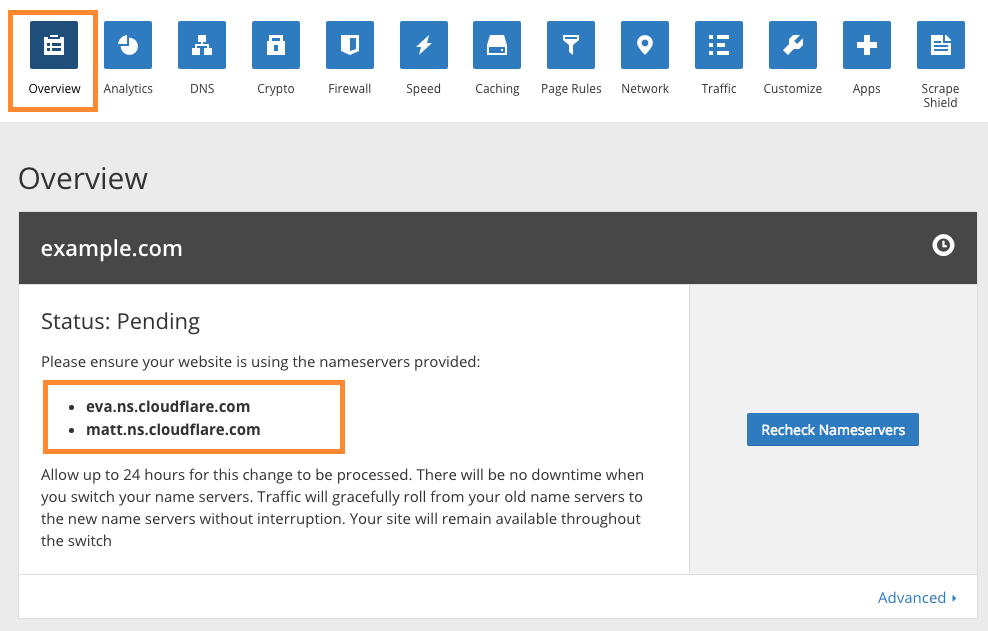 Overview
Analytics
DNS
Crypto
Firewall
Speed
Caching
Page Rules
Network
Traffic
Customize
Apps
Scrape
Shield
Overview
example.com
Status: Pending
Please ensure your website is using the nameservers provided:
eva.ns.cloudflare.com
matt.ns.cloudflare.com
Recheck Nameservers
Allow up to 24 hours for this change to be processed. There will be no downtime when
you switch your name servers. Traffic will gracefully roll from your old name servers to
the new name servers without interruption. Your site will remain available throughout
the switch
Advanced